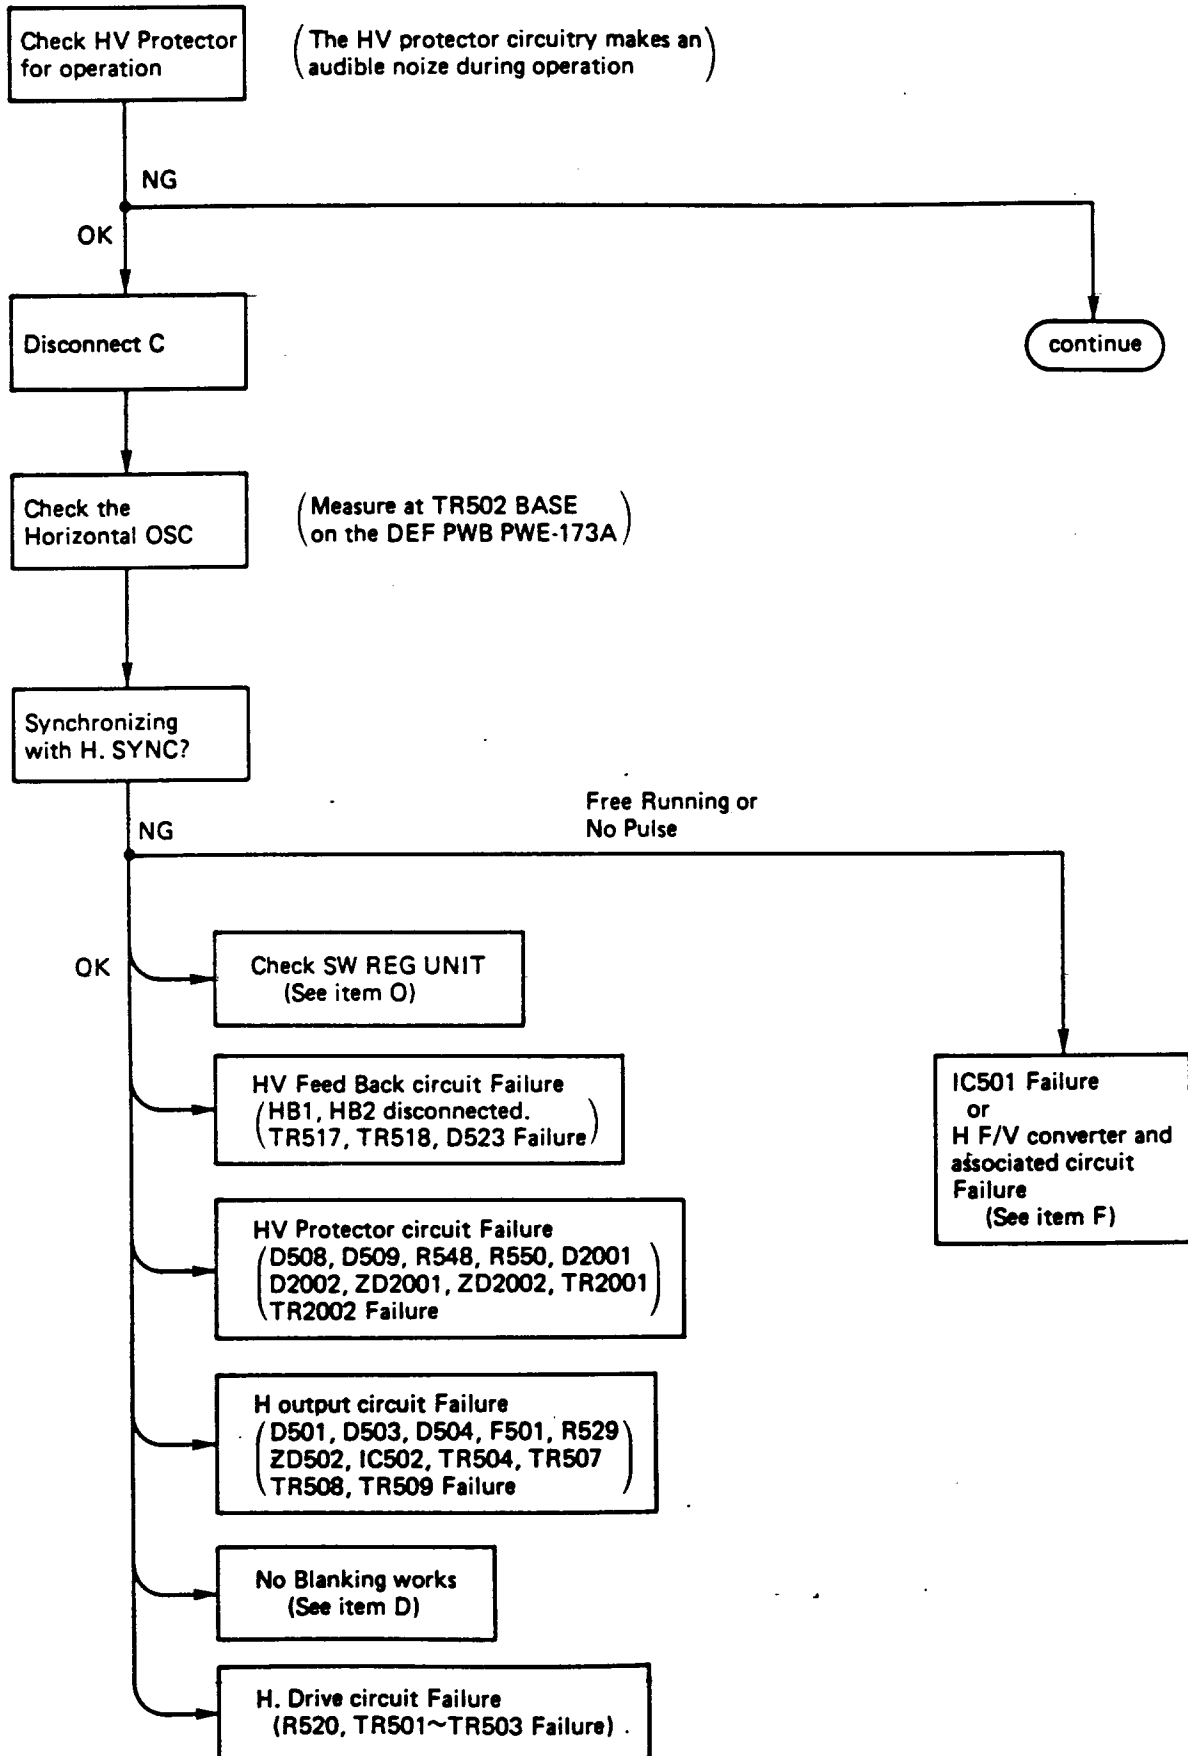 Check HV Protector
for operation
(The HV protector circuitry makes an
audible noize during operation)
NG
OK
Disconnect C
continue
Check the
Horizontal OSC
(Measure at TR502 BASE
on the DEF PWB PWE-173A)
Synchronizing
with H. SYNC?
NG
Free Running or
No Pulse
OK
Check SW REG UNIT
(See item O)
HV Feed Back circuit Failure
(HB1, HB2 disconnected.
TR517, TR518, D523 Failure)
IC501 Failure
or
H F/V converter and
associated circuit
Failure
(See item F)
HV Protector circuit Failure
(D508, D509, R548, R550, D2001
D2002, ZD2001, ZD2002, TR2001
TR2002 Failure)
H output circuit Failure
(D501, D503, D504, F501, R529
ZD502, IC502, TR504, TR507
TR508, TR509 Failure)
No Blanking works
(See item D)
H. Drive circuit Failure
(R520, TR501~TR503 Failure)